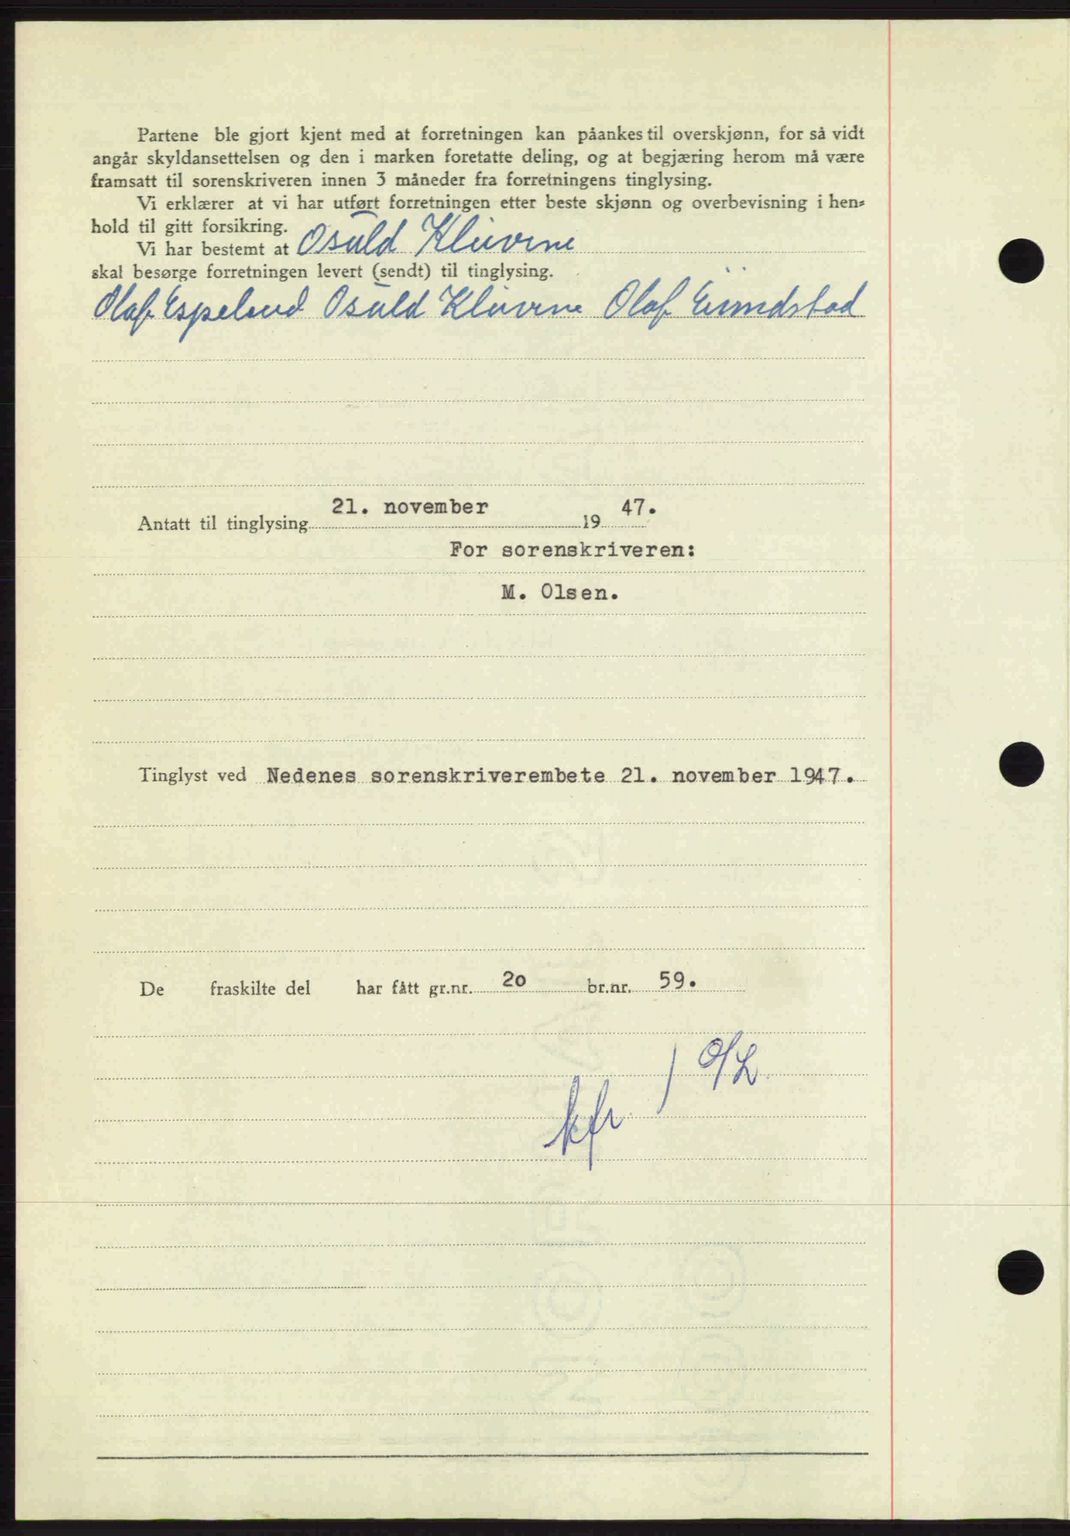 Partene ble gjort kjent med at forretningen kan påankes til overskjønn, for så vidt
angår skyldansettelsen og den i marken foretatte deling, og at begjæring herom må være
framsatt til sorenskriveren innen 3 måneder fra forretningens tinglysing.
Vi erklærer at vi har utført forretningen etter beste skjønn og overbevisning i hen=
hold til gitt forsikring.
Vi har bestemt at Osuld Kleivene
skal besørge forretningen levert (sendt) til tinglysing.
Olaf Espeland Osuld Kleivene Olaf
Antatt til tinglysing 21. november 19 47.
For sorenskriveren:
M. Olsen.
Tinglyst ved Nedenes sorenskriverembete 21. november 1947.
De fraskilte del har fått gr.nr. 20 br.nr. 59.
kfr. / O/L